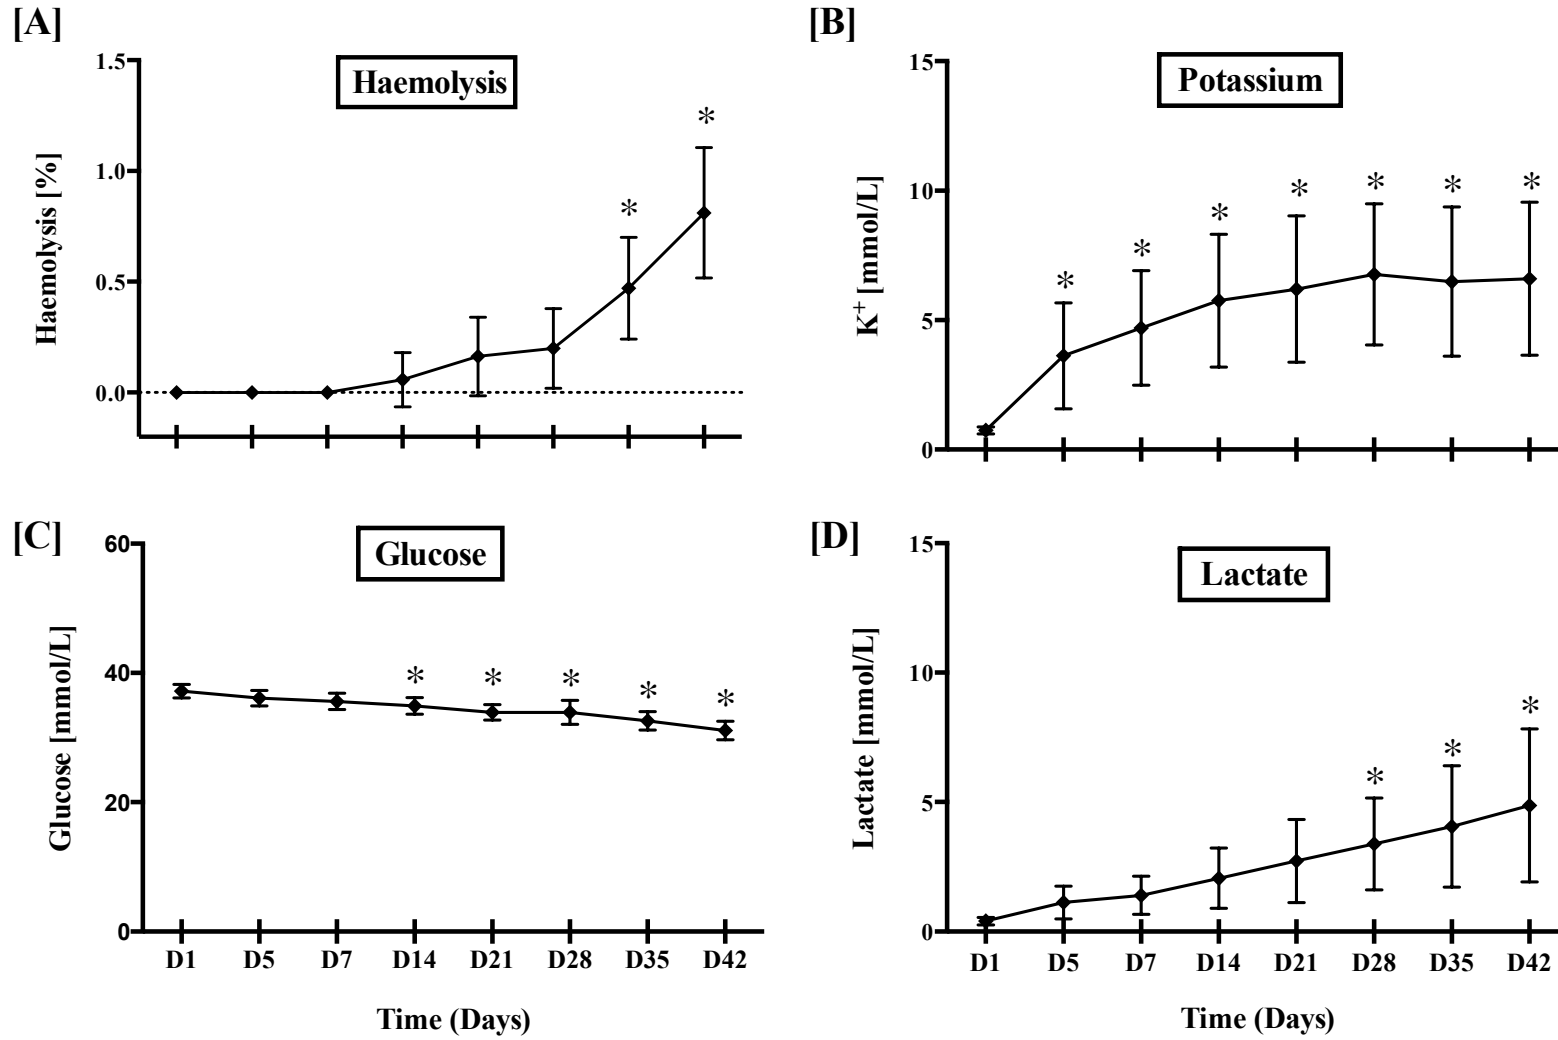 [A]
Haemolysis
Haemolysis [%]
1.5
1.0
0.5
0.0
*
*
[B]
Potassium
K+ [mmol/L]
15
10
5
0
*
*
*
*
*
*
*
[C]
Glucose
Glucose [mmol/L]
60
40
20
0
*
*
*
*
*
D1 D5 D7 D14 D21 D28 D35 D42
Time (Days)
[D]
Lactate
Lactate [mmol/L]
15
10
5
0
*
*
*
D1 D5 D7 D14 D21 D28 D35 D42
Time (Days)